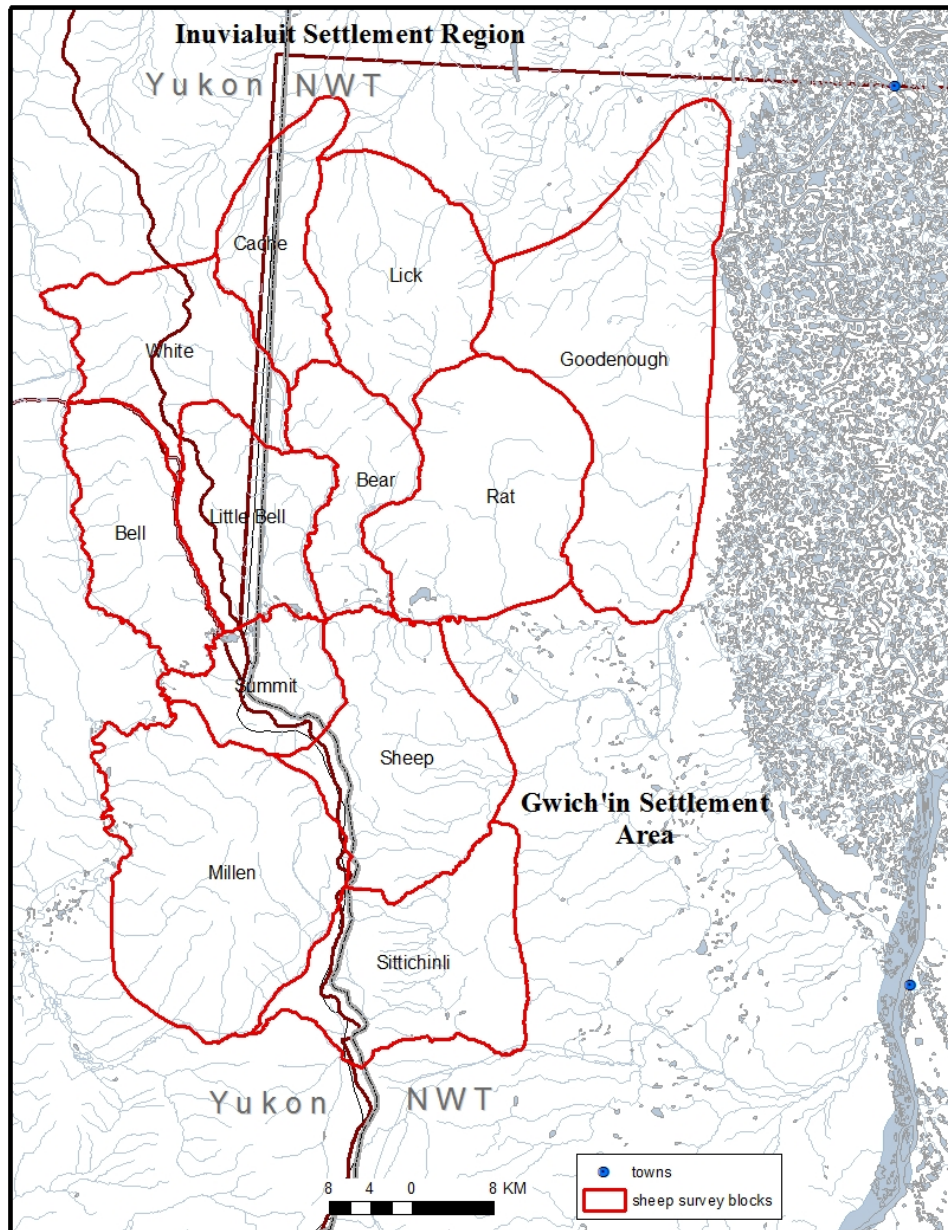 Inuvialuit Settlement Region
Yukon NWT
Cache
Lick
White
Goodenough
Bear
Rat
Little Bell
Bell
Summit
Sheep
Gwich'in Settlement
Area
Millen
Sittichinli
Yukon NWT
towns
8 4 0 8 KM
sheep survey blocks